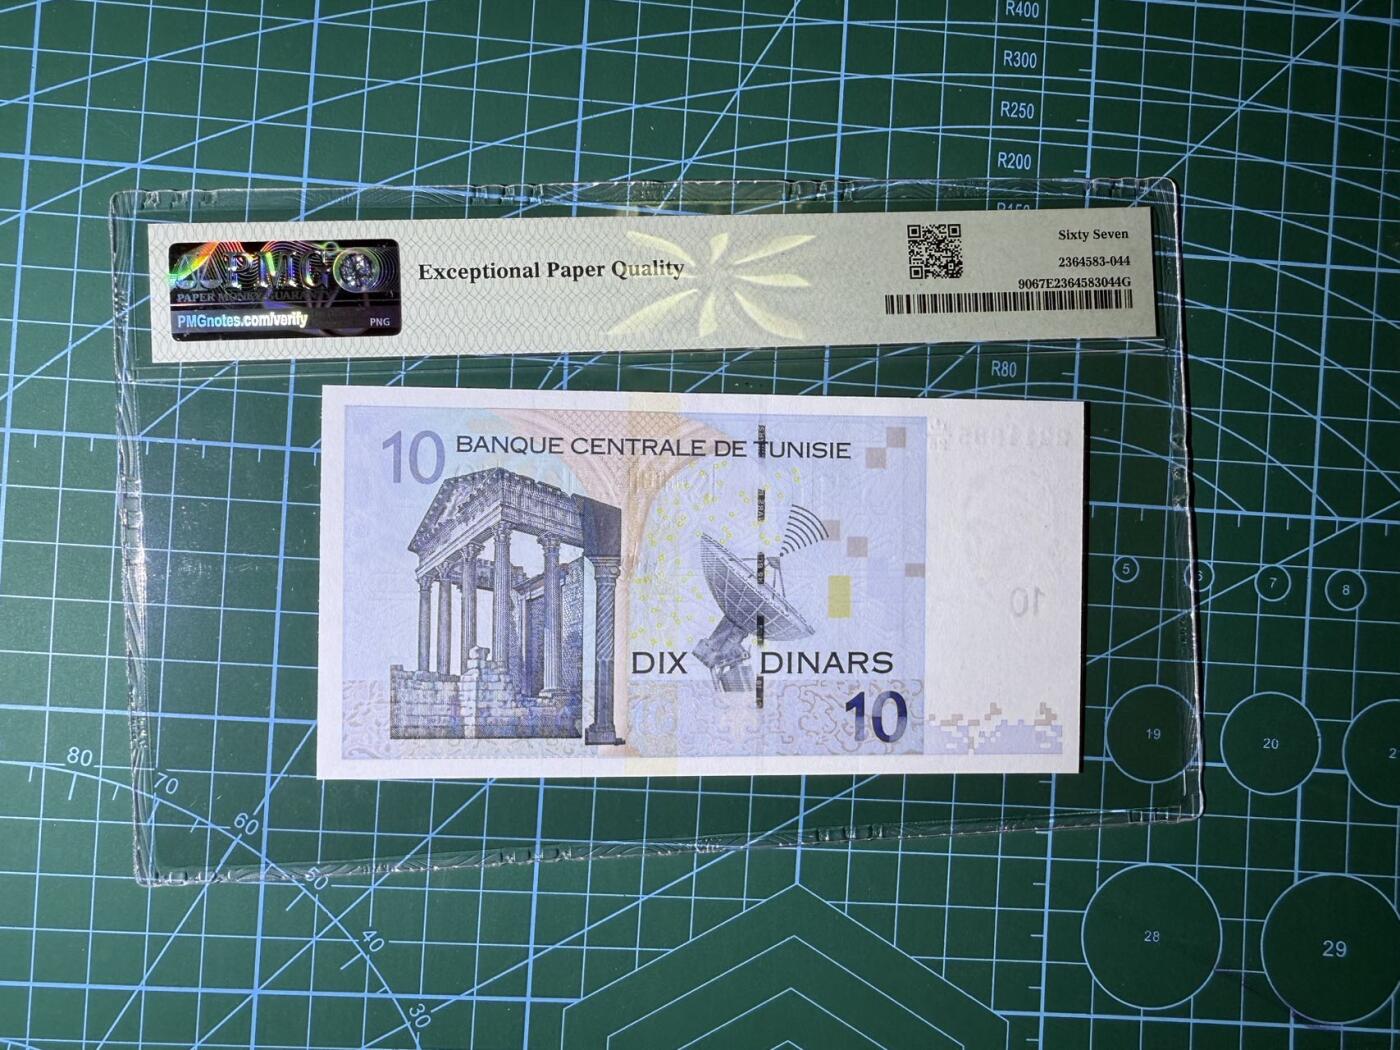 R400
R300
R250
R200
R150
PMG
PAPER MONEY GUARANTY
PMGnotes.com/verify
PNG
Exceptional Paper Quality
Sixty Seven
2364583-044
9067E2364583044G
R80
10 BANQUE CENTRALE DE TUNISIE
10
DIX DINARS
10
5
6
7
8
19
20
28
29
80
70
60
50
40
30